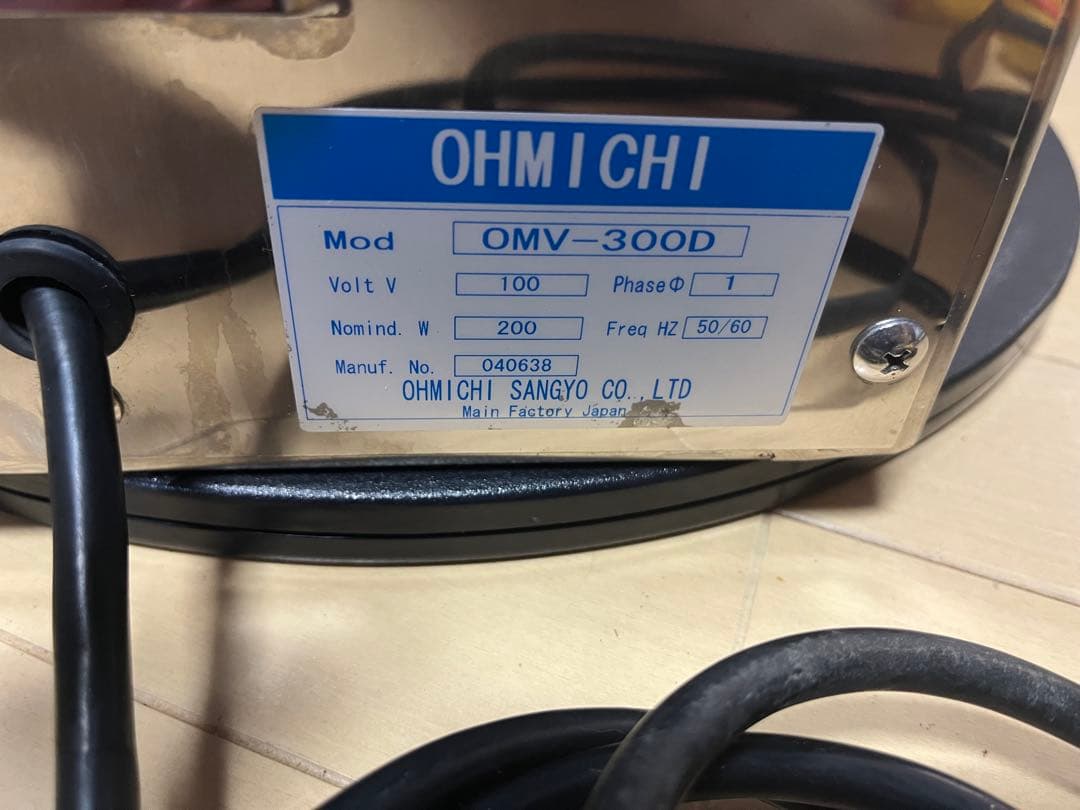 OHMICHI
Mod OMV-300D
Volt V 100 PhaseΦ 1
Nomind. W 200 Freq HZ 50/60
Manuf. No. 040638
OHMICHI SANGYO CO.,LTD
Main Factory Japan